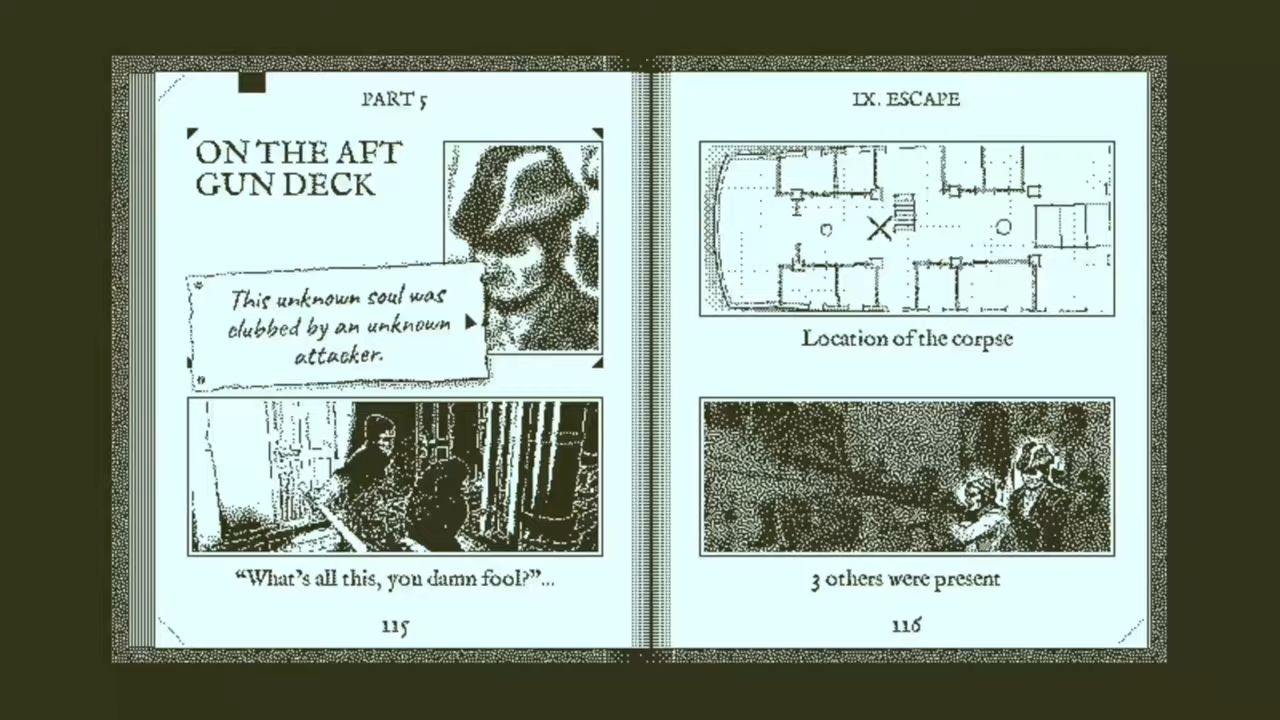 PART 5
ON THE AFT
GUN DECK
This unknown soul was
clubbed by an unknown
attacker.
"What's all this, you damn fool?"...
115
IX. ESCAPE
Location of the corpse
3 others were present
116